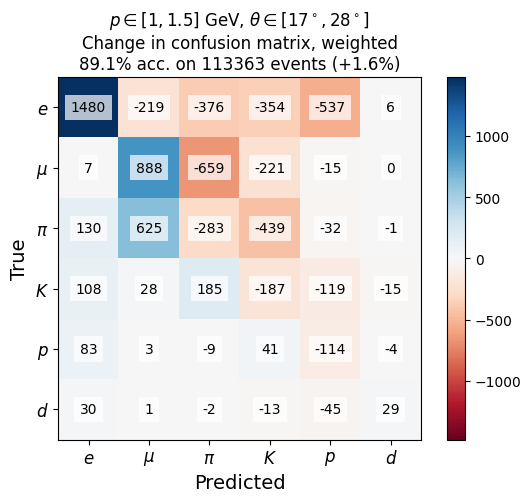 p ∈ [1, 1.5] GeV, θ ∈ [17°, 28°]
Change in confusion matrix, weighted
89.1% acc. on 113363 events (+1.6%)
e 1480 -219 -376 -354 -537 6
μ 7 888 -659 -221 -15 0
π 130 625 -283 -439 -32 -1
K 108 28 185 -187 -119 -15
p 83 3 -9 41 -114 -4
d 30 1 -2 -13 -45 29
e μ π K p d
Predicted
True
1000
500
0
−500
−1000